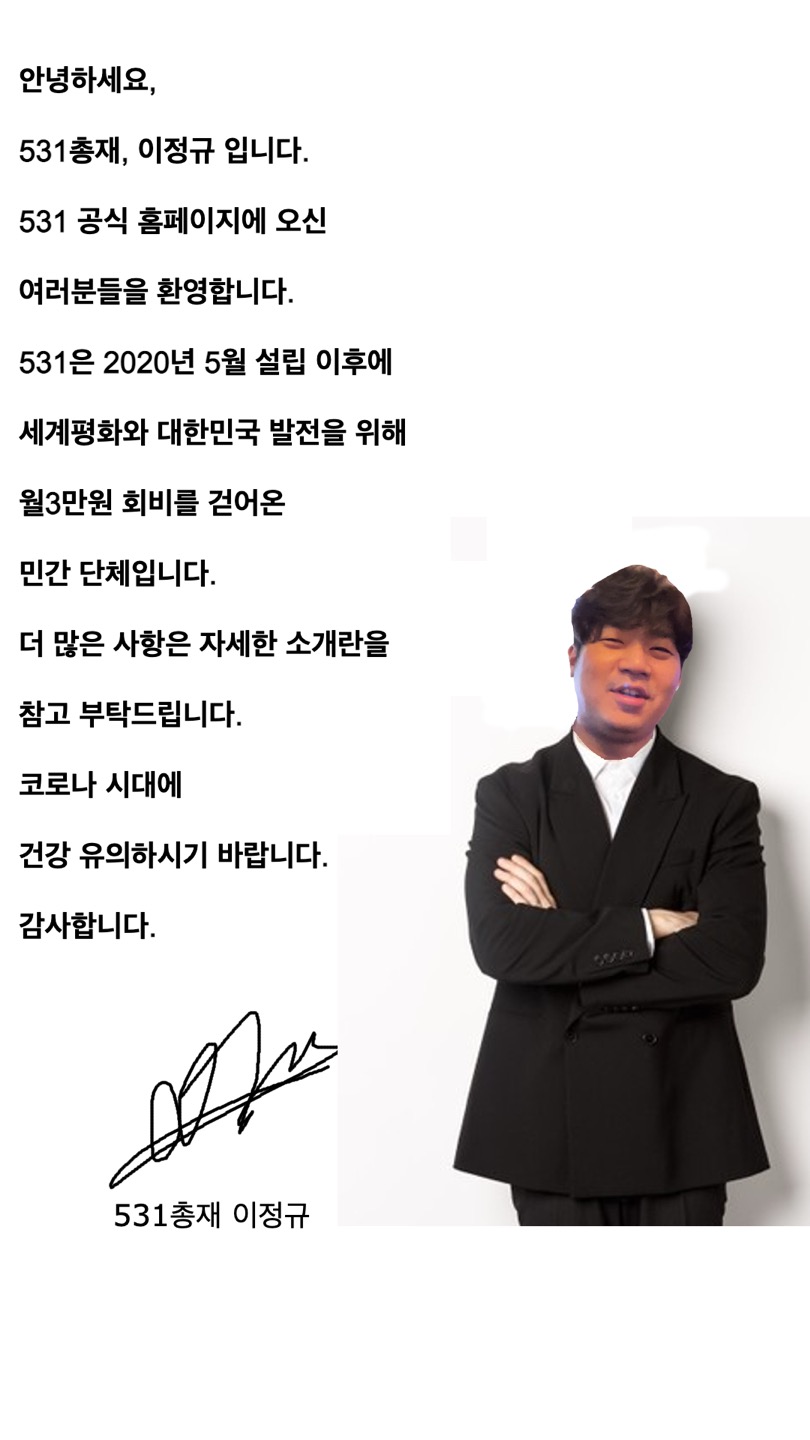 안녕하세요,
531총재, 이정규 입니다.
531 공식 홈페이지에 오신
여러분들을 환영합니다.
531은 2020년 5월 설립 이후에
세계평화와 대한민국 발전을 위해
월3만원 회비를 걷어온
민간 단체입니다.
더 많은 사항은 자세한 소개란을
참고 부탁드립니다.
코로나 시대에
건강 유의하시기 바랍니다.
감사합니다.
531총재 이정규